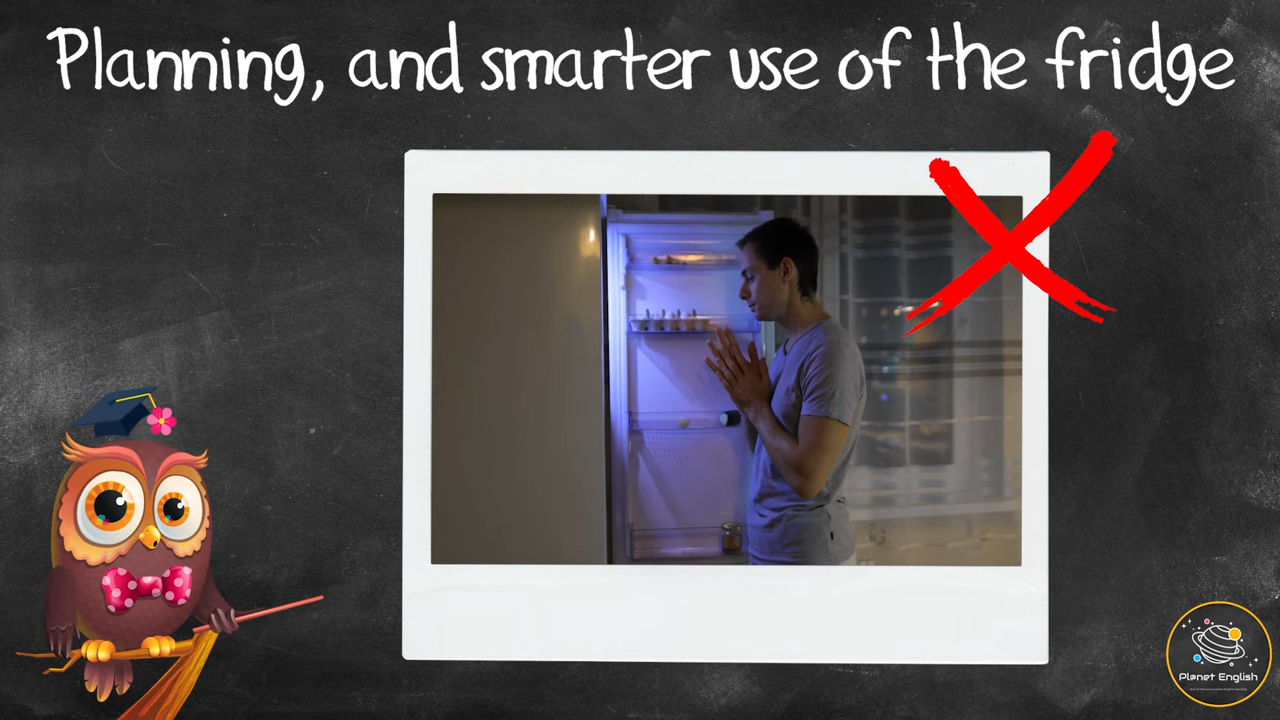 Planning, and smarter use of the fridge
Planet English